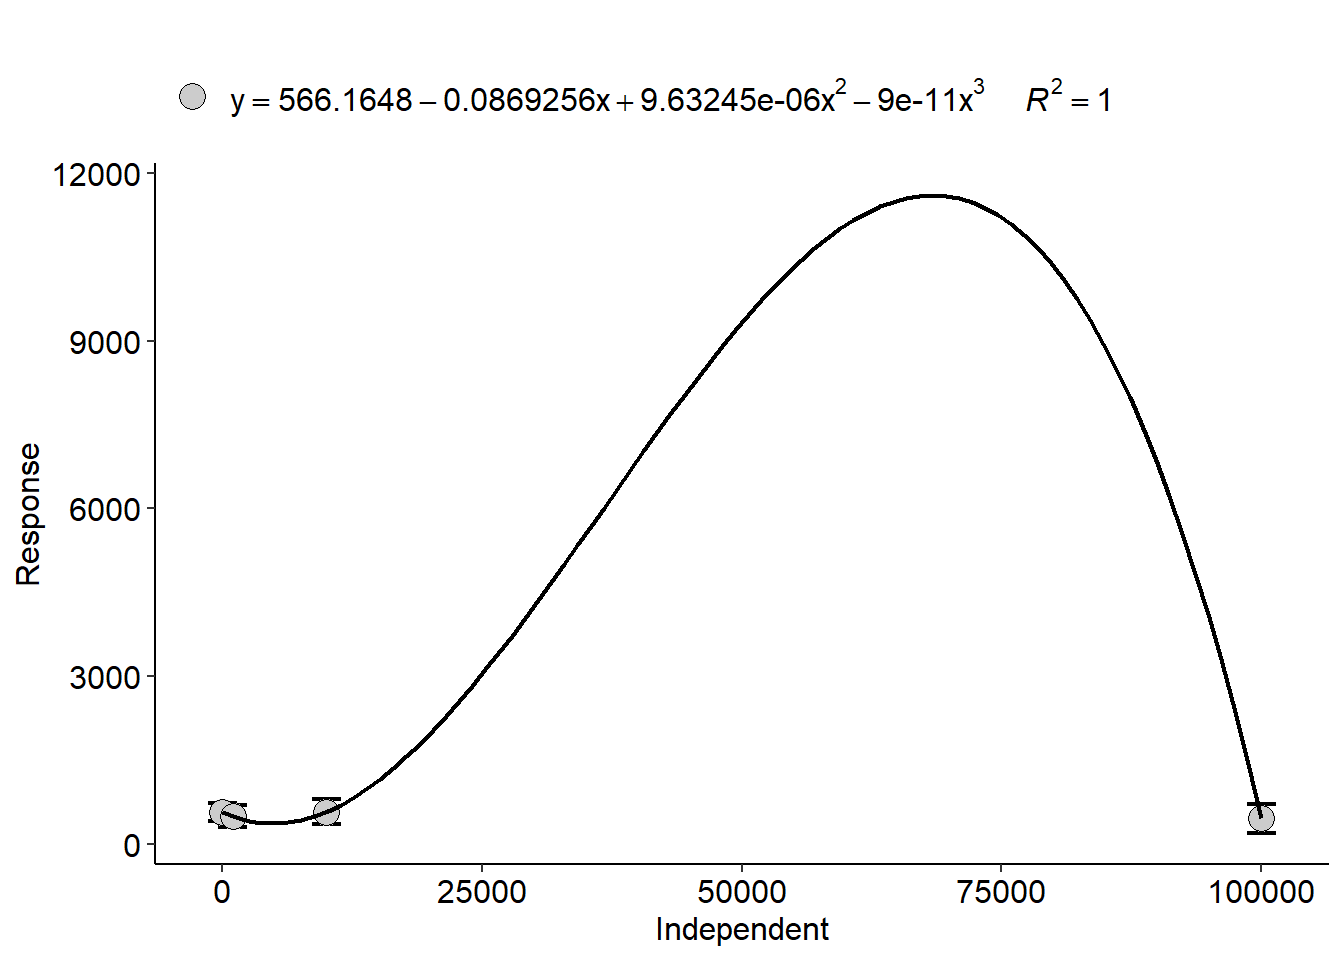 y = 566.1648 − 0.0869256x + 9.63245e-06x² − 9e-11x³ R² = 1
12000
9000
6000
3000
0
Response
0 25000 50000 75000 100000
Independent